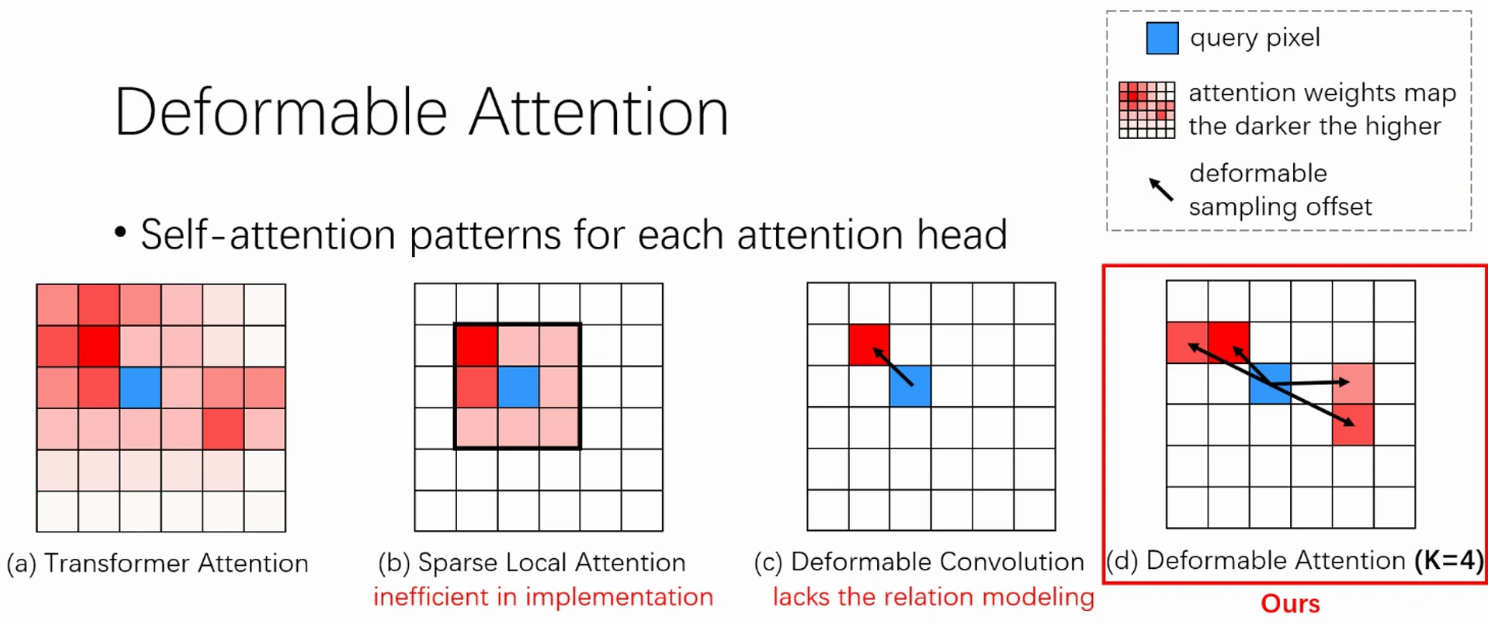 query pixel
attention weights map
the darker the higher
deformable
sampling offset
Deformable Attention
• Self-attention patterns for each attention head
(a) Transformer Attention
(b) Sparse Local Attention
inefficient in implementation
(c) Deformable Convolution
lacks the relation modeling
(d) Deformable Attention (K=4)
Ours